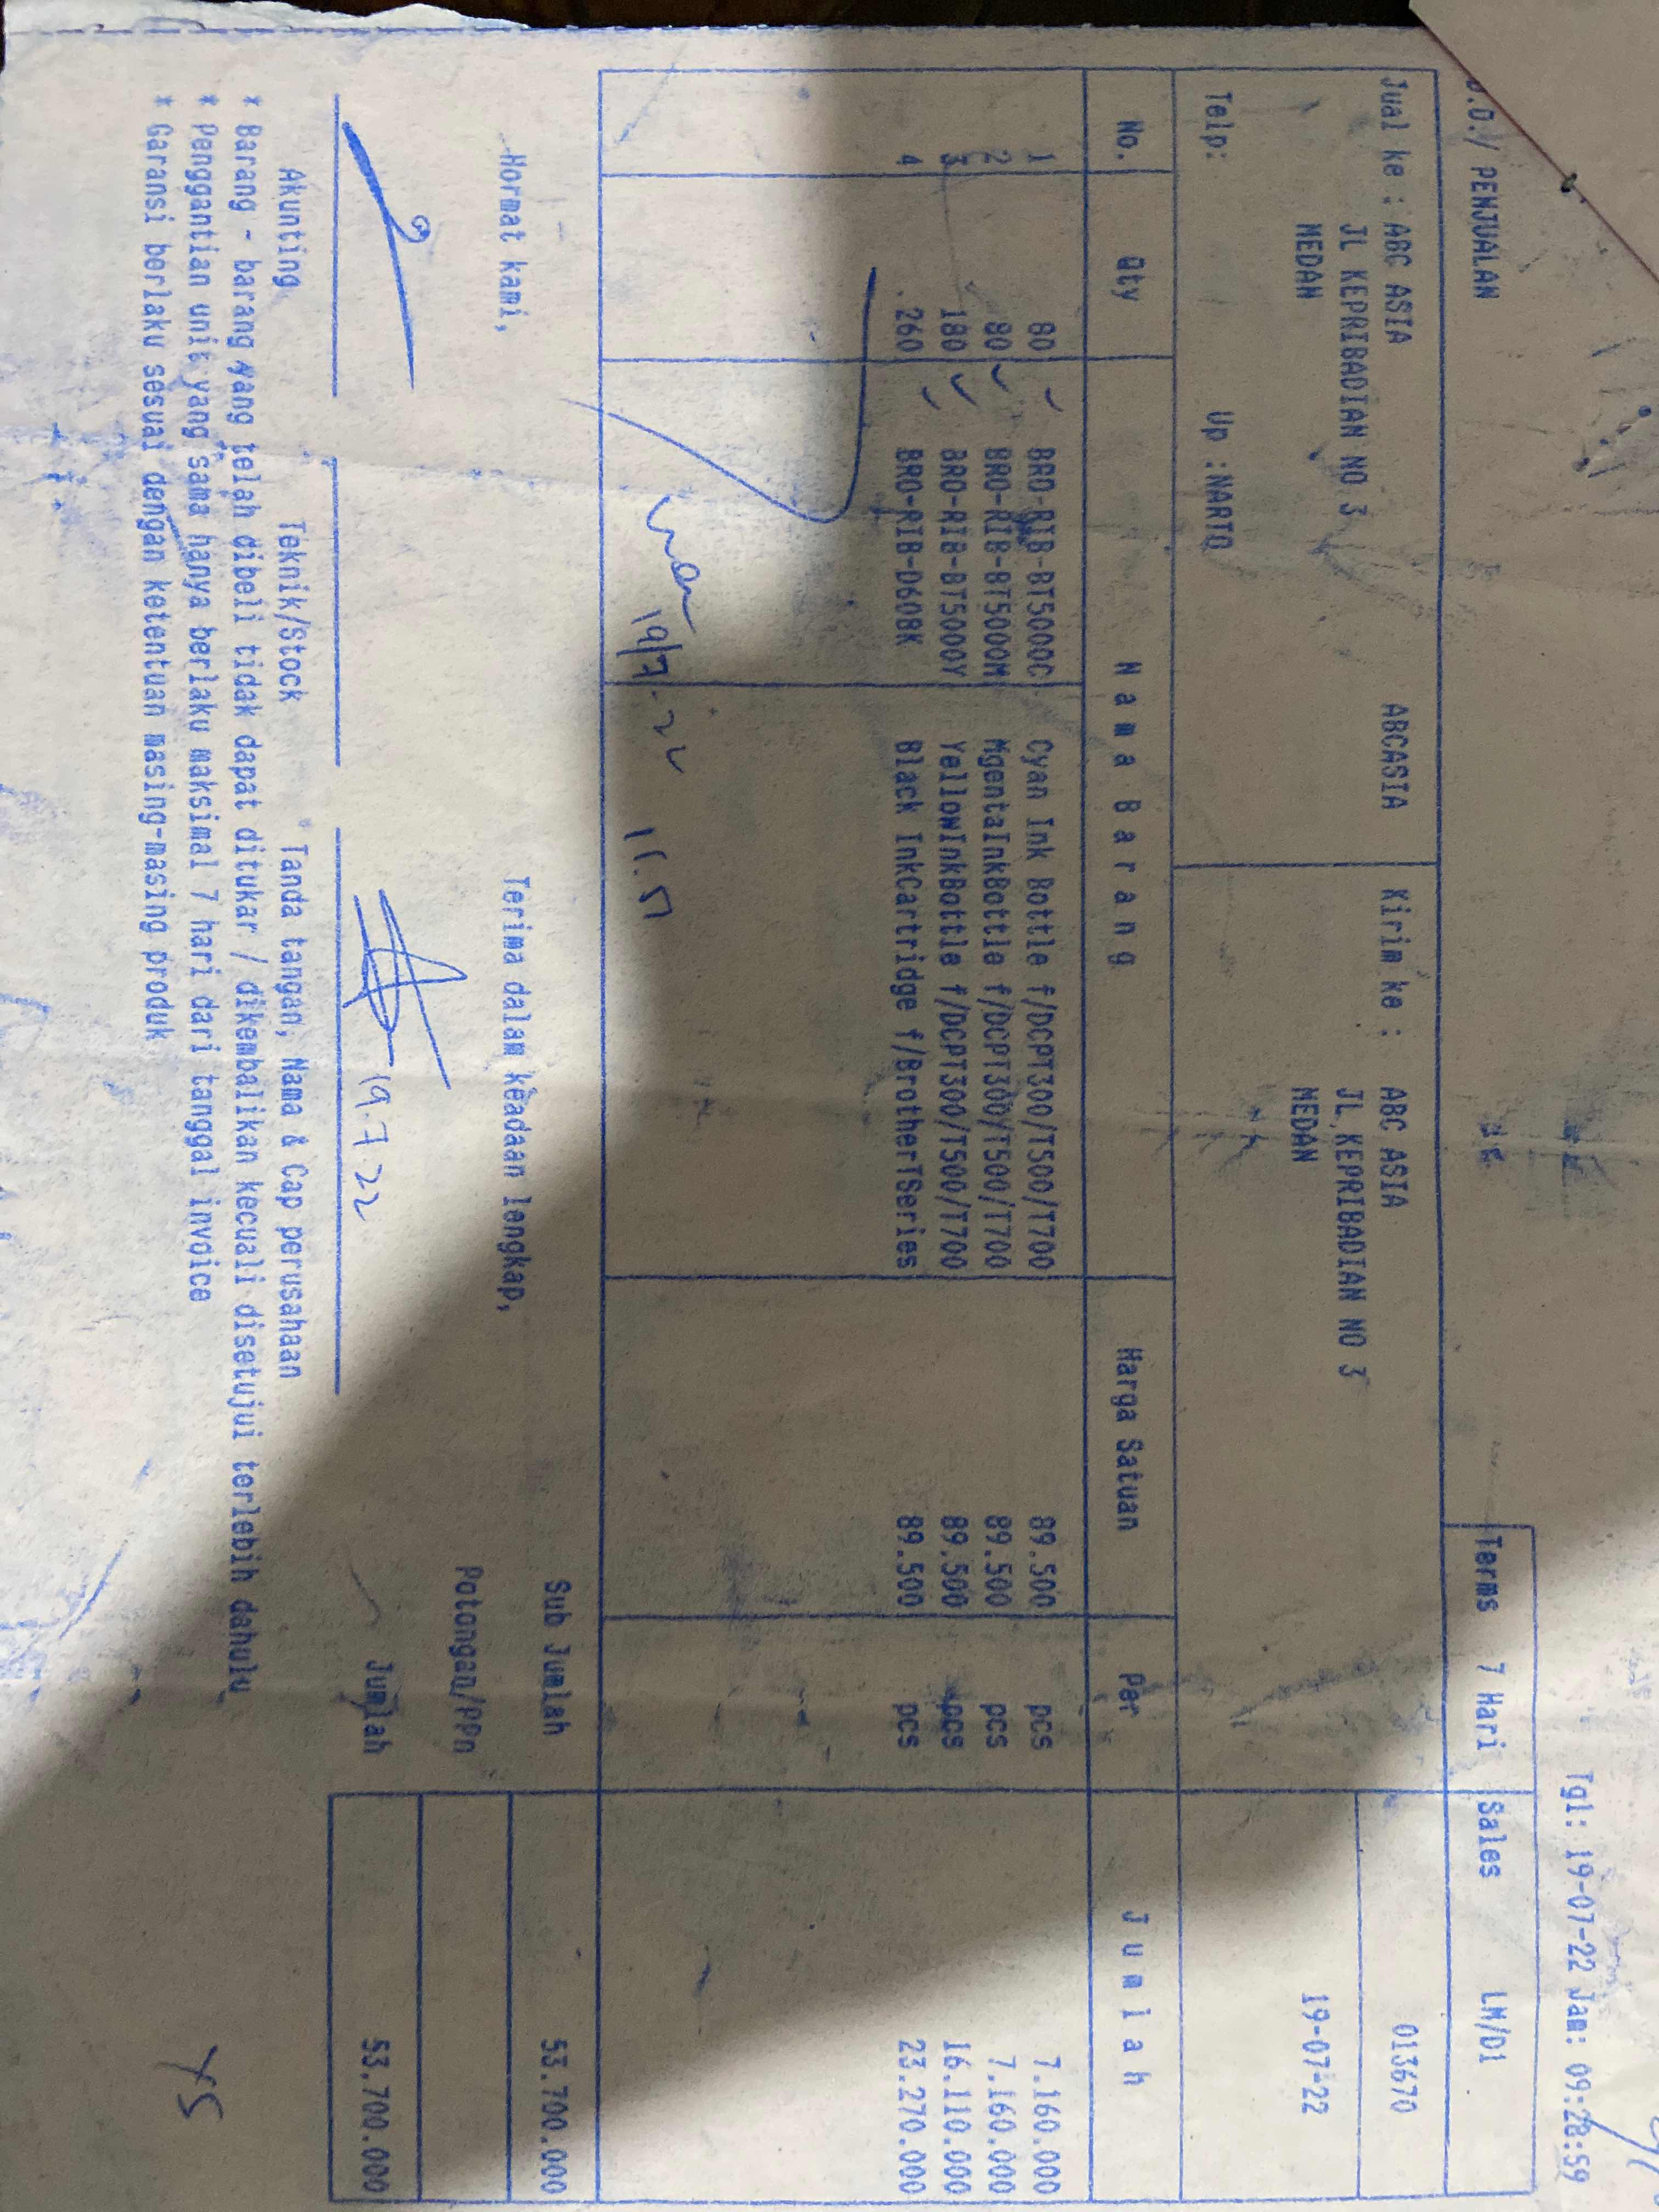 Tgl: 19-07-22 Jam: 09:28:59
D.O./ PENJUALAN
Terms 7 Hari Sales LM/D1
Jual ke : ABC ASIA ABCASIA Kirim ke : ABC ASIA 013670
JL KEPRIBADIAN NO 3 JL KEPRIBADIAN NO 3
MEDAN MEDAN 19-07-22
Telp: Up :NARTO
No. Qty Nama Barang Harga Satuan Per Jumlah
1 80 BRO-RIB-BT5000C Cyan Ink Bottle f/DCPT300/T500/T700 89.500 pcs 7.160.000
2 80 BRO-RIB-BT5000M MgentaInkBottle f/DCPT300/T500/T700 89.500 pcs 7.160.000
3 180 BRO-RIB-BT5000Y YellowInkBottle f/DCPT300/T500/T700 89.500 pcs 16.110.000
4 260 BRO-RIB-D60BK Black InkCartridge f/BrotherTSeries 89.500 pcs 23.270.000
19/7-22 11.51
Sub Jumlah 53.700.000
Hormat kami, Terima dalam keadaan lengkap,
Potongan/PPn
19.7.22
Jumlah 53.700.000
Akunting Teknik/Stock Tanda tangan, Nama & Cap perusahaan
* Barang - barang yang telah dibeli tidak dapat ditukar / dikembalikan kecuali disetujui terlebih dahulu
* Penggantian unit yang sama hanya berlaku maksimal 7 hari dari tanggal invoice
* Garansi berlaku sesuai dengan ketentuan masing-masing produk